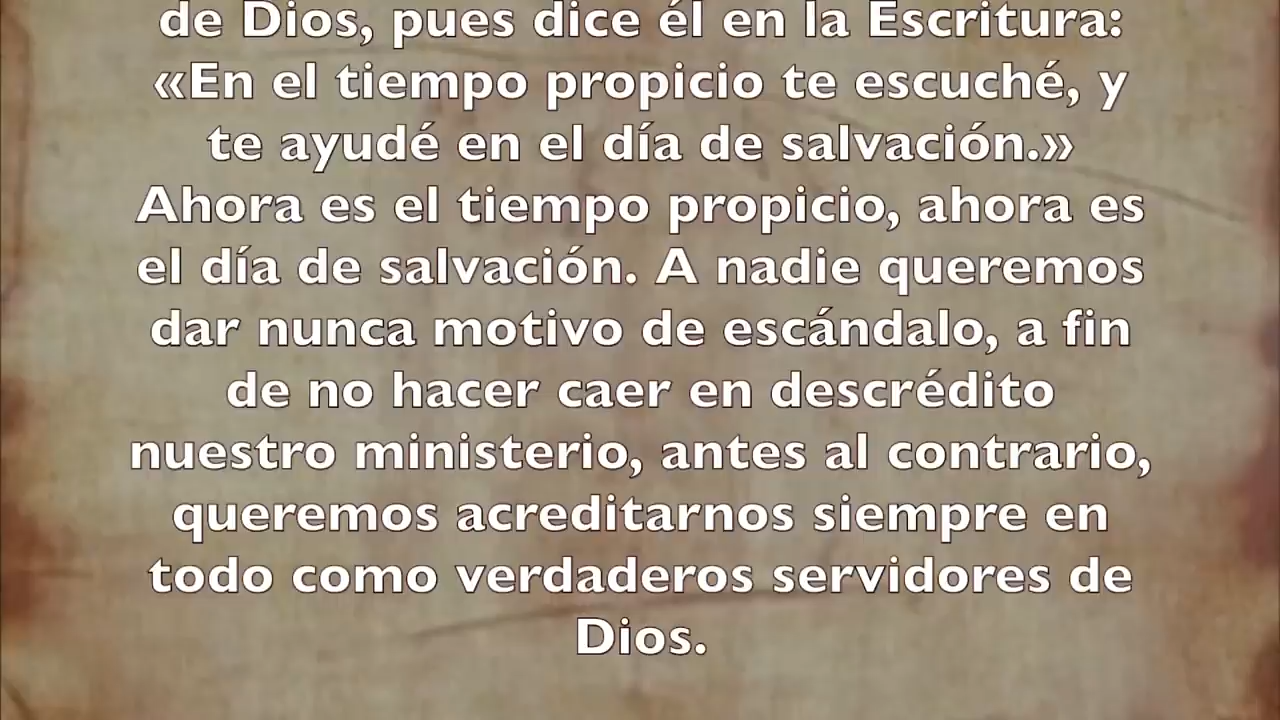 de Dios, pues dice él en la Escritura:
«En el tiempo propicio te escuché, y
te ayudé en el día de salvación.»
Ahora es el tiempo propicio, ahora es
el día de salvación. A nadie queremos
dar nunca motivo de escándalo, a fin
de no hacer caer en descrédito
nuestro ministerio, antes al contrario,
queremos acreditarnos siempre en
todo como verdaderos servidores de
Dios.